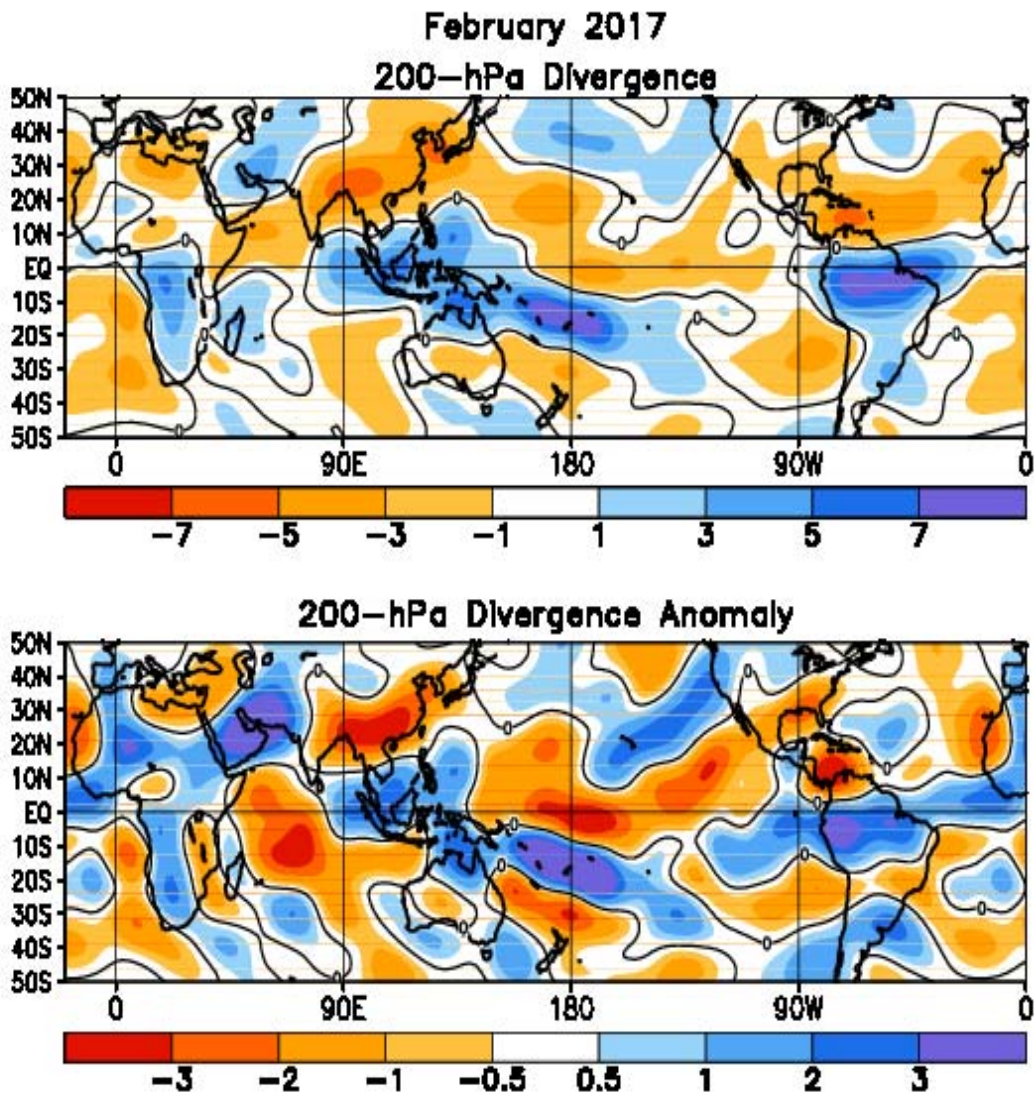 February 2017
200-hPa Divergence
50N
40N
30N
20N
10N
EQ
10S
20S
30S
40S
50S
0 90E 180 90W 0
-7 -5 -3 -1 1 3 5 7
200-hPa Divergence Anomaly
50N
40N
30N
20N
10N
EQ
10S
20S
30S
40S
50S
0 90E 180 90W 0
-3 -2 -1 -0.5 0.5 1 2 3